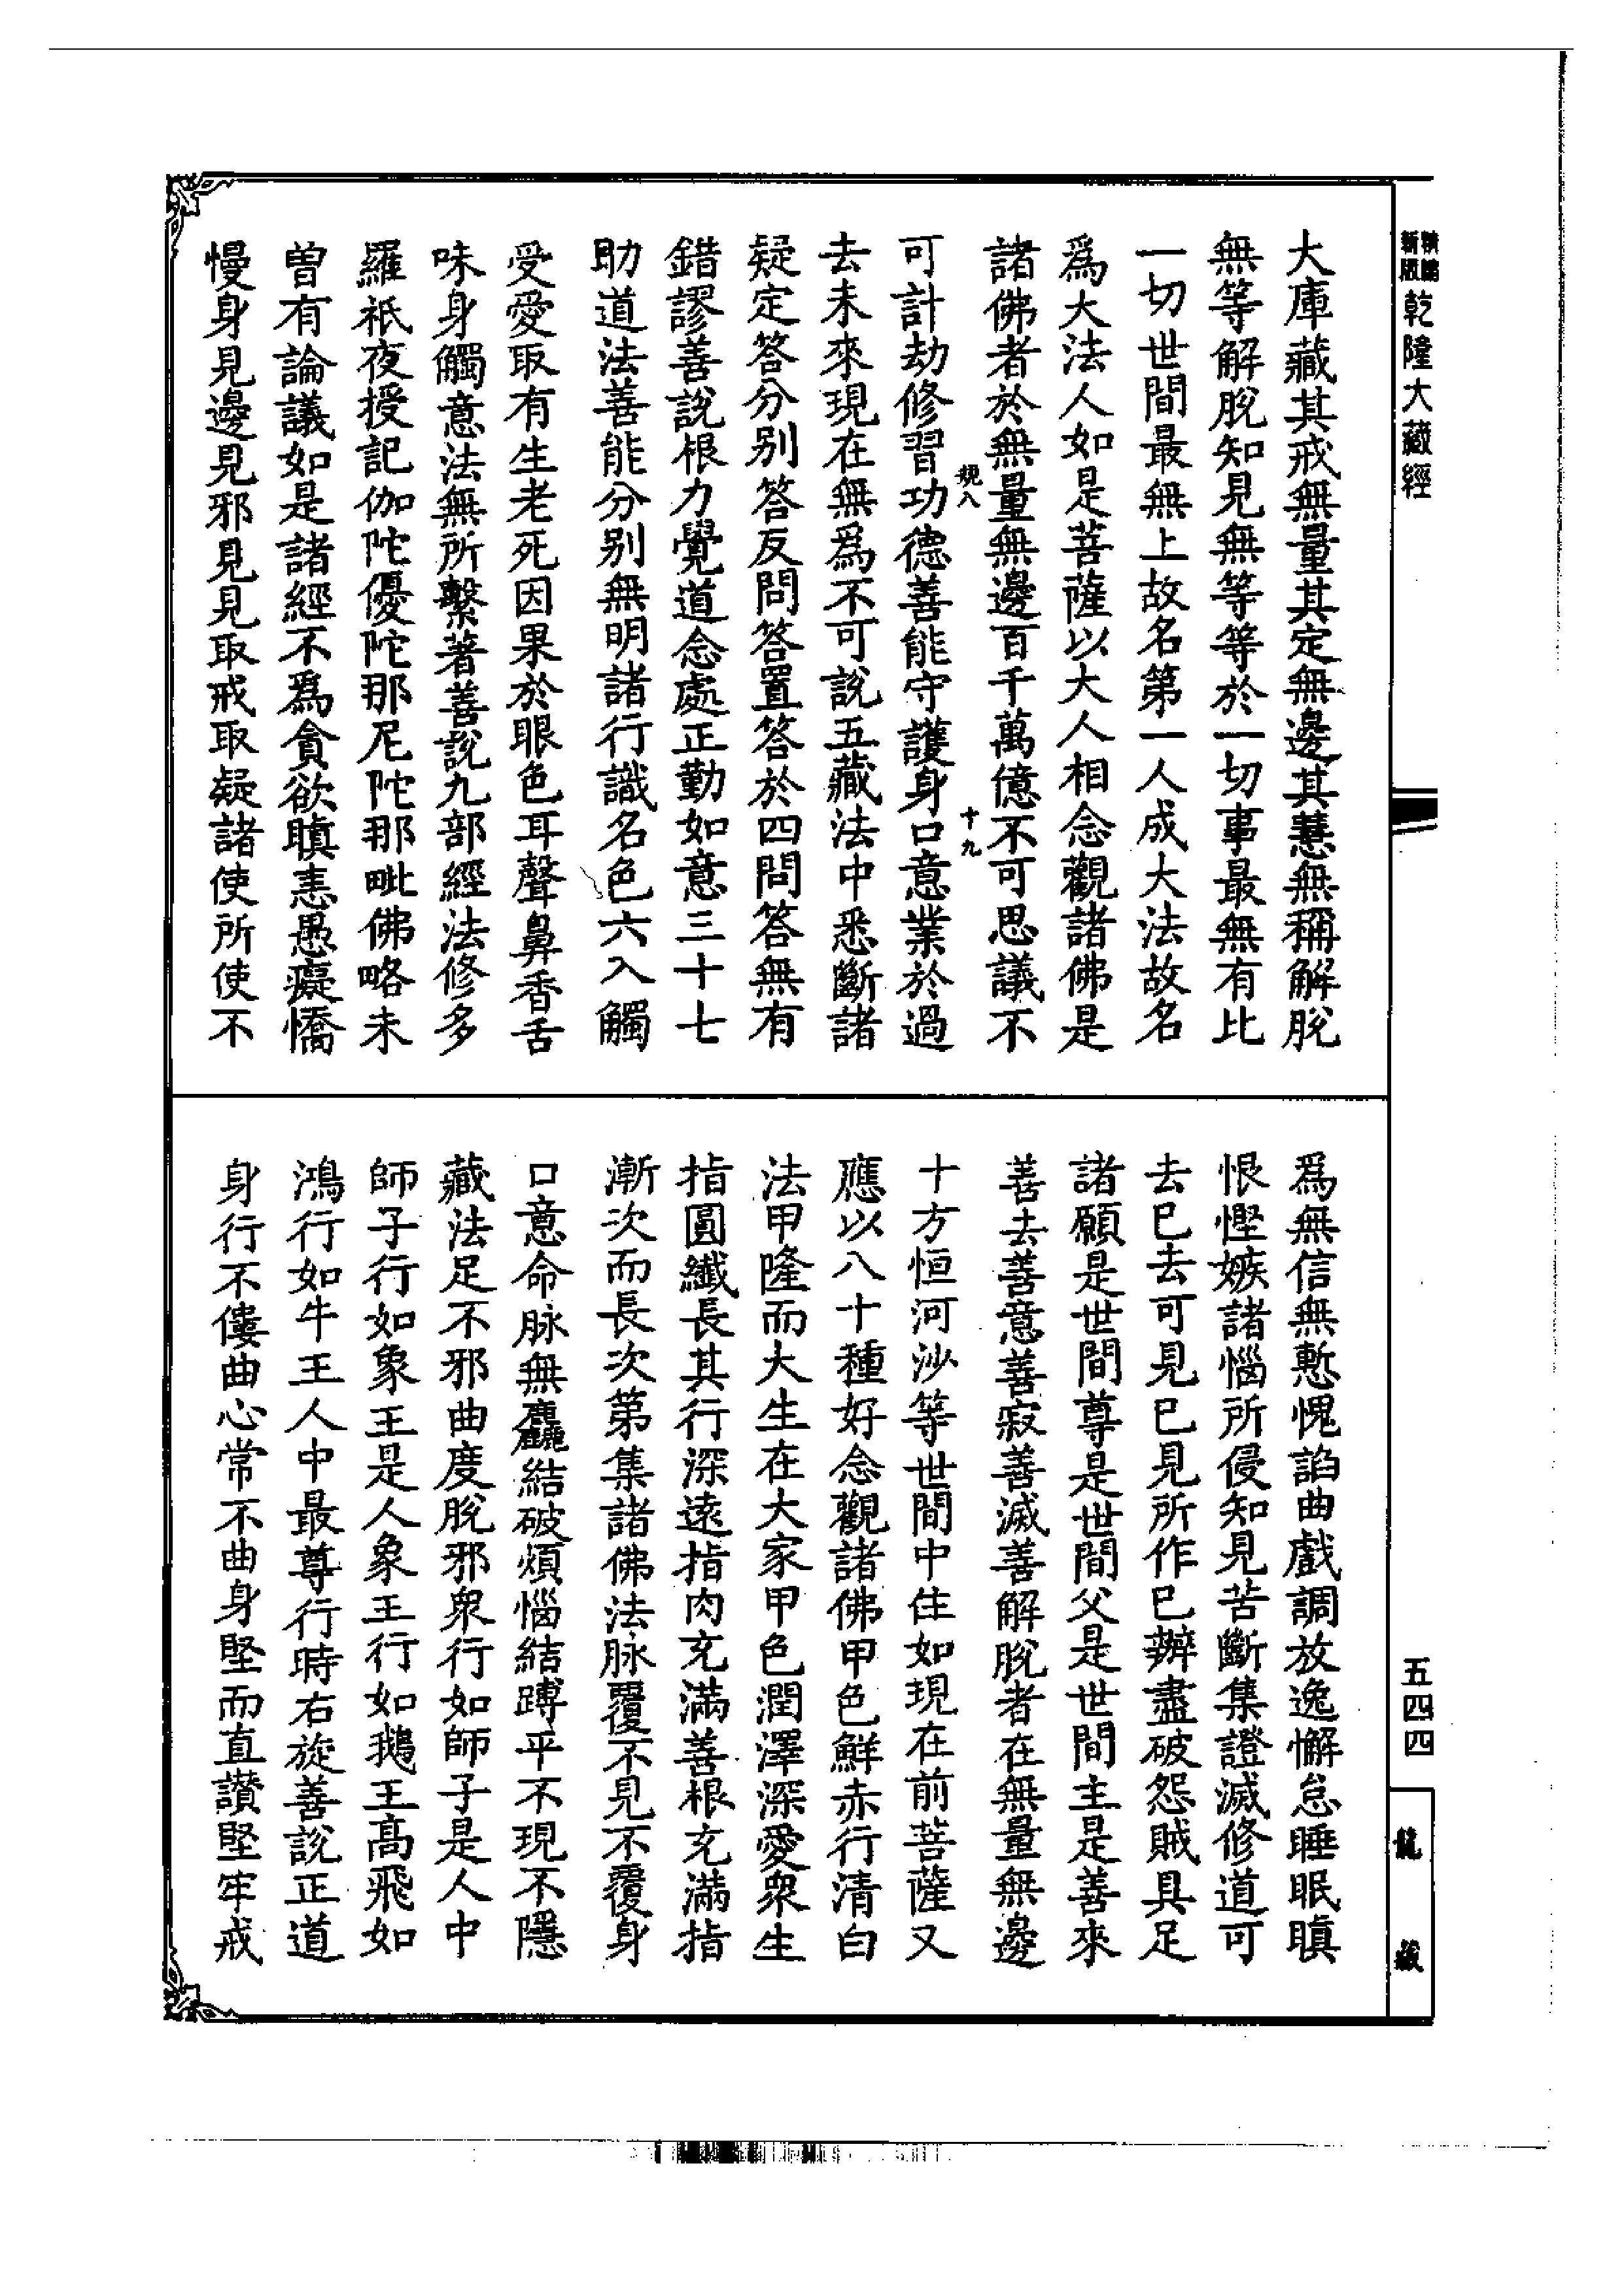 新版
乾隆大藏經
大庫藏其戒無量其定無邊其慧無稱解脫
無等解脫知見無等等於一切事最無有比
一切世間最無上故名第一人成大法故名
爲大法人如是菩薩以大人相念觀諸佛是
諸佛者於無量無邊百千萬億不可思議不
可計劫修習功德善能守護身口意業於過
十九
去未來現在無爲不可說五藏法中悉斷諸
疑定答分別答反問答置答於四問答無有
錯謬善說根力覺道念處正勤如意三十七
助道法善能分別無明諸行識名色六入觸
受愛取有生老死因果於眼色耳聲鼻香舌
味身觸意法無所繫著善說九部經法修多
羅祇夜授記伽陀優陀那尼陀那毗佛略未
曾有論議如是諸經不爲貪欲瞋恚愚癡憍
慢身見邊見邪見見取戒取疑諸使所使不
爲無信無慙愧諂曲戲調放逸懈怠睡眠瞋
恨慳嫉諸惱所侵知見苦斷集證滅修道可
去已去可見已見所作已辦盡破怨賊具足
諸願是世間尊是世間父是世間主是善來
善去善意善寂善滅善解脫者在無量無邊
十方恒河沙等世間中住如現在前菩薩又
應以八十種好念觀諸佛甲色鮮赤行清白
法甲隆而大生在大家甲色潤澤深愛衆生
指圓纖長其行深遠指肉充滿善根充滿指
漸次而長次第集諸佛法脉覆不見不覆身
口意命脉無麤結破煩惱結踝平不現不隱
藏法足不邪曲度脫邪衆行如師子是人中
師子行如象王是人象王行如鵝王高飛如
鴻行如牛王人中最尊行時右旋善說正道
身行不僂曲心常不曲身堅而直讃堅牢戒
五四四
龍藏